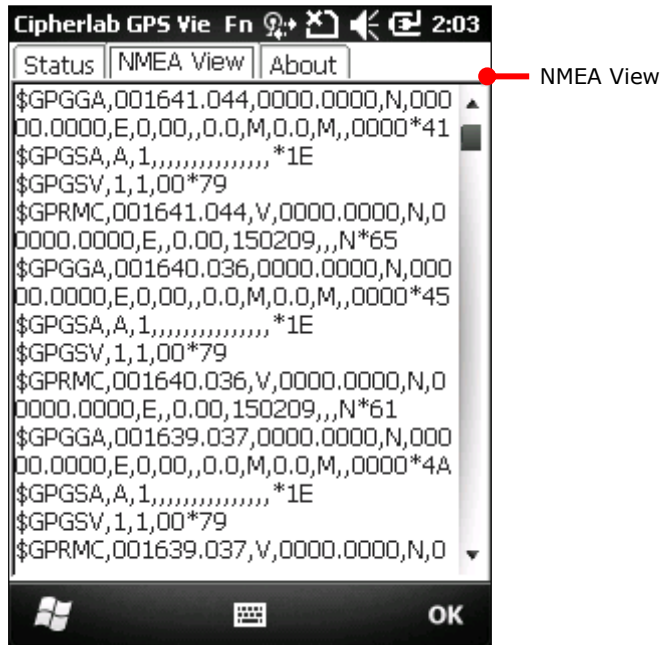 Cipherlab GPS Vie Fn 2:03
Status NMEA View About
NMEA View
$GPGGA,001641.044,0000.0000,N,000
00.0000,E,0,00,,0.0,M,0.0,M,,0000*41
$GPGSA,A,1,,,,,,,,,,,,,,,*1E
$GPGSV,1,1,00*79
$GPRMC,001641.044,V,0000.0000,N,0
0000.0000,E,,0.00,150209,,,N*65
$GPGGA,001640.036,0000.0000,N,000
00.0000,E,0,00,,0.0,M,0.0,M,,0000*45
$GPGSA,A,1,,,,,,,,,,,,,,,*1E
$GPGSV,1,1,00*79
$GPRMC,001640.036,V,0000.0000,N,0
0000.0000,E,,0.00,150209,,,N*61
$GPGGA,001639.037,0000.0000,N,000
00.0000,E,0,00,,0.0,M,0.0,M,,0000*4A
$GPGSA,A,1,,,,,,,,,,,,,,,*1E
$GPGSV,1,1,00*79
$GPRMC,001639.037,V,0000.0000,N,0
OK